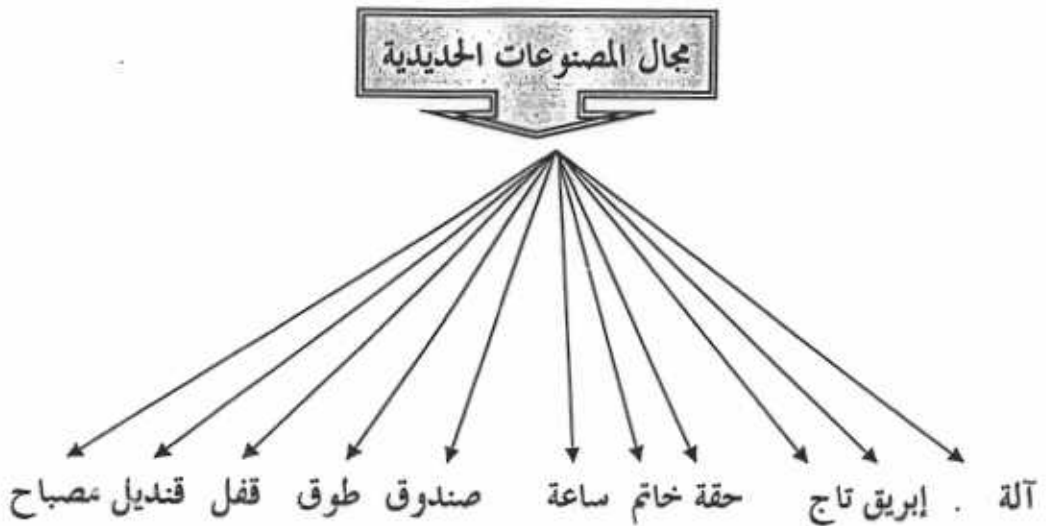 مجال المصنوعات الحديدية
آلة . إبريق تاج حقة خاتم ساعة صندوق طوق قفل قنديل مصباح